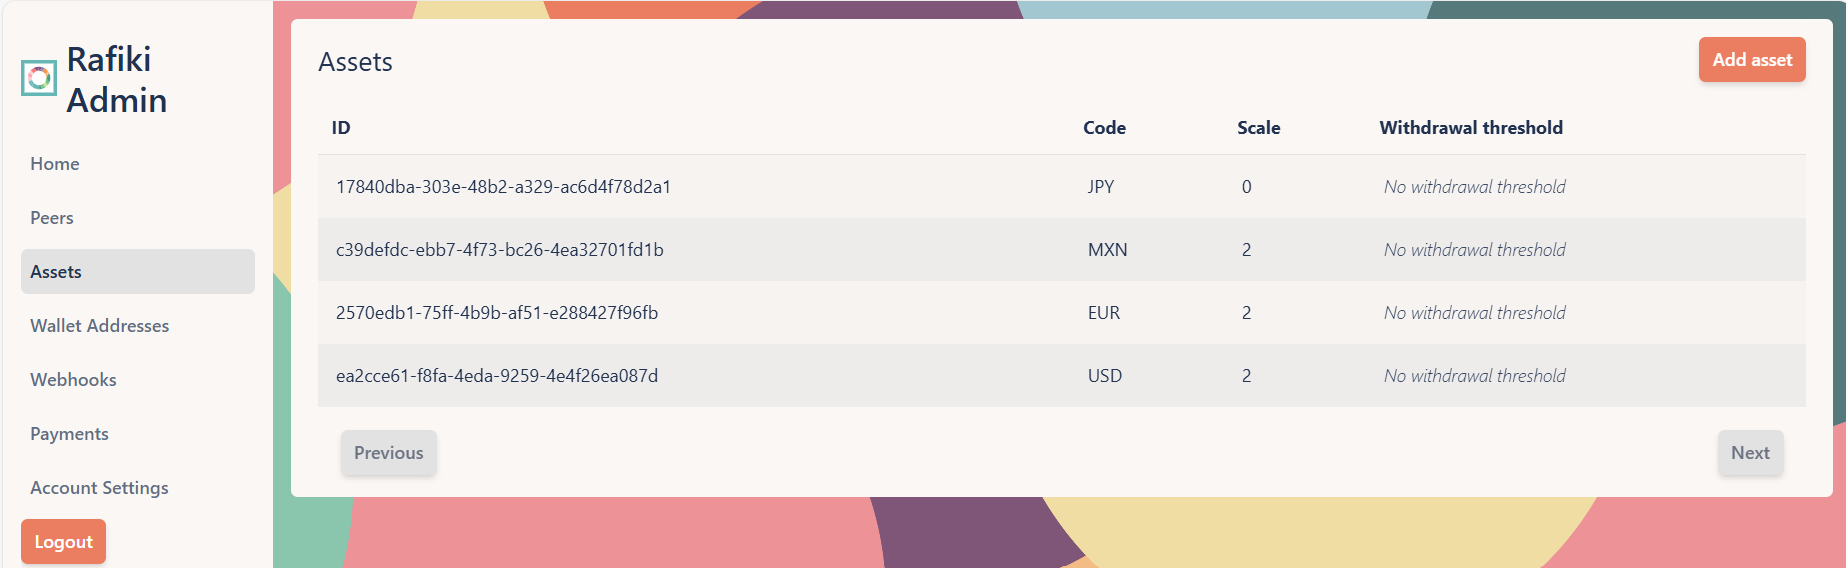 Rafiki
Admin
Home
Peers
Assets
Wallet Addresses
Webhooks
Payments
Account Settings
Logout
Assets
Add asset
ID Code Scale Withdrawal threshold
17840dba-303e-48b2-a329-ac6d4f78d2a1 JPY 0 No withdrawal threshold
c39defdc-ebb7-4f73-bc26-4ea32701fd1b MXN 2 No withdrawal threshold
2570edb1-75ff-4b9b-af51-e288427f96fb EUR 2 No withdrawal threshold
ea2cce61-f8fa-4eda-9259-4e4f26ea087d USD 2 No withdrawal threshold
Previous Next